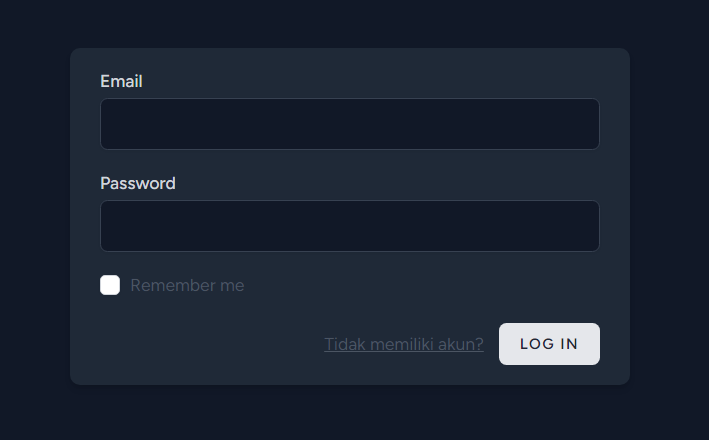 Email
Password
Remember me
Tidak memiliki akun?
LOG IN